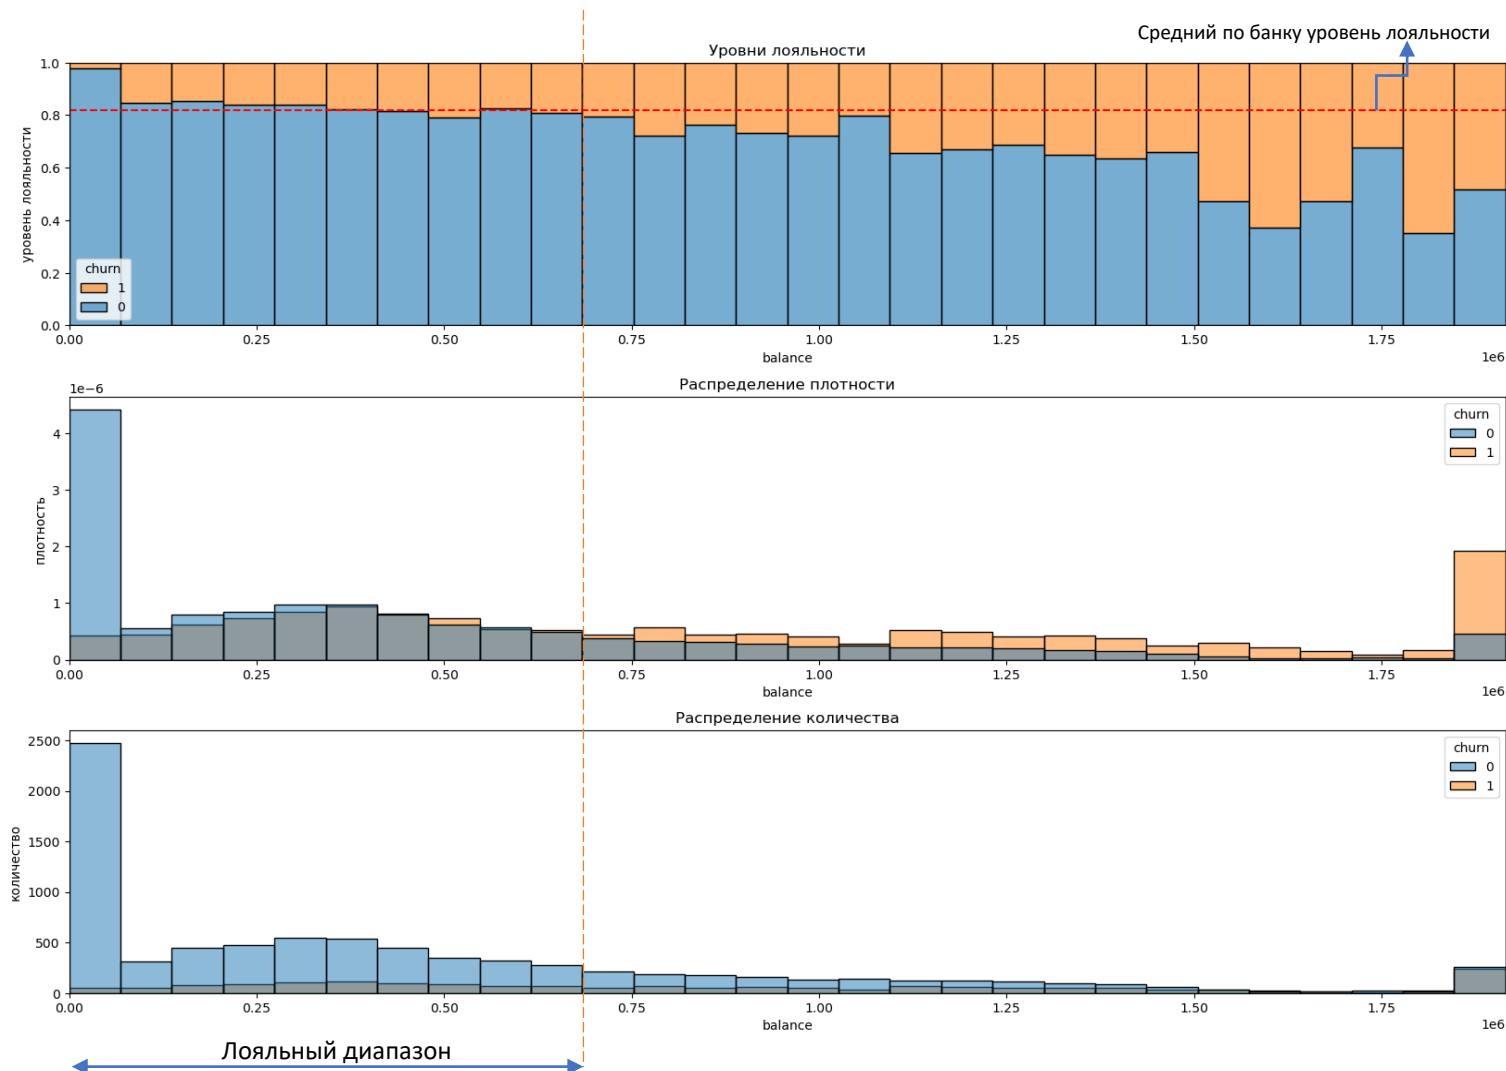 Средний по банку уровень лояльности
Уровни лояльности
уровень лояльности
1.0
0.8
0.6
0.4
0.2
0.0
churn
1
0
0.00 0.25 0.50 0.75 1.00 1.25 1.50 1.75
balance
1e6
Распределение плотности
1e−6
плотность
4
3
2
1
0
churn
0
1
0.00 0.25 0.50 0.75 1.00 1.25 1.50 1.75
balance
1e6
Распределение количества
количество
2500
2000
1500
1000
500
0
churn
0
1
0.00 0.25 0.50 0.75 1.00 1.25 1.50 1.75
balance
1e6
Лояльный диапазон